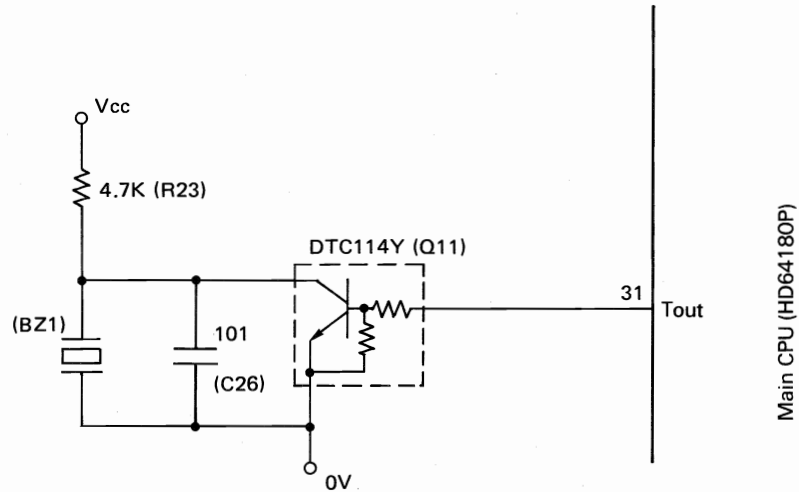 Vcc
4.7K (R23)
DTC114Y (Q11)
31
Tout
(BZ1)
101
(C26)
0V
Main CPU (HD64180P)